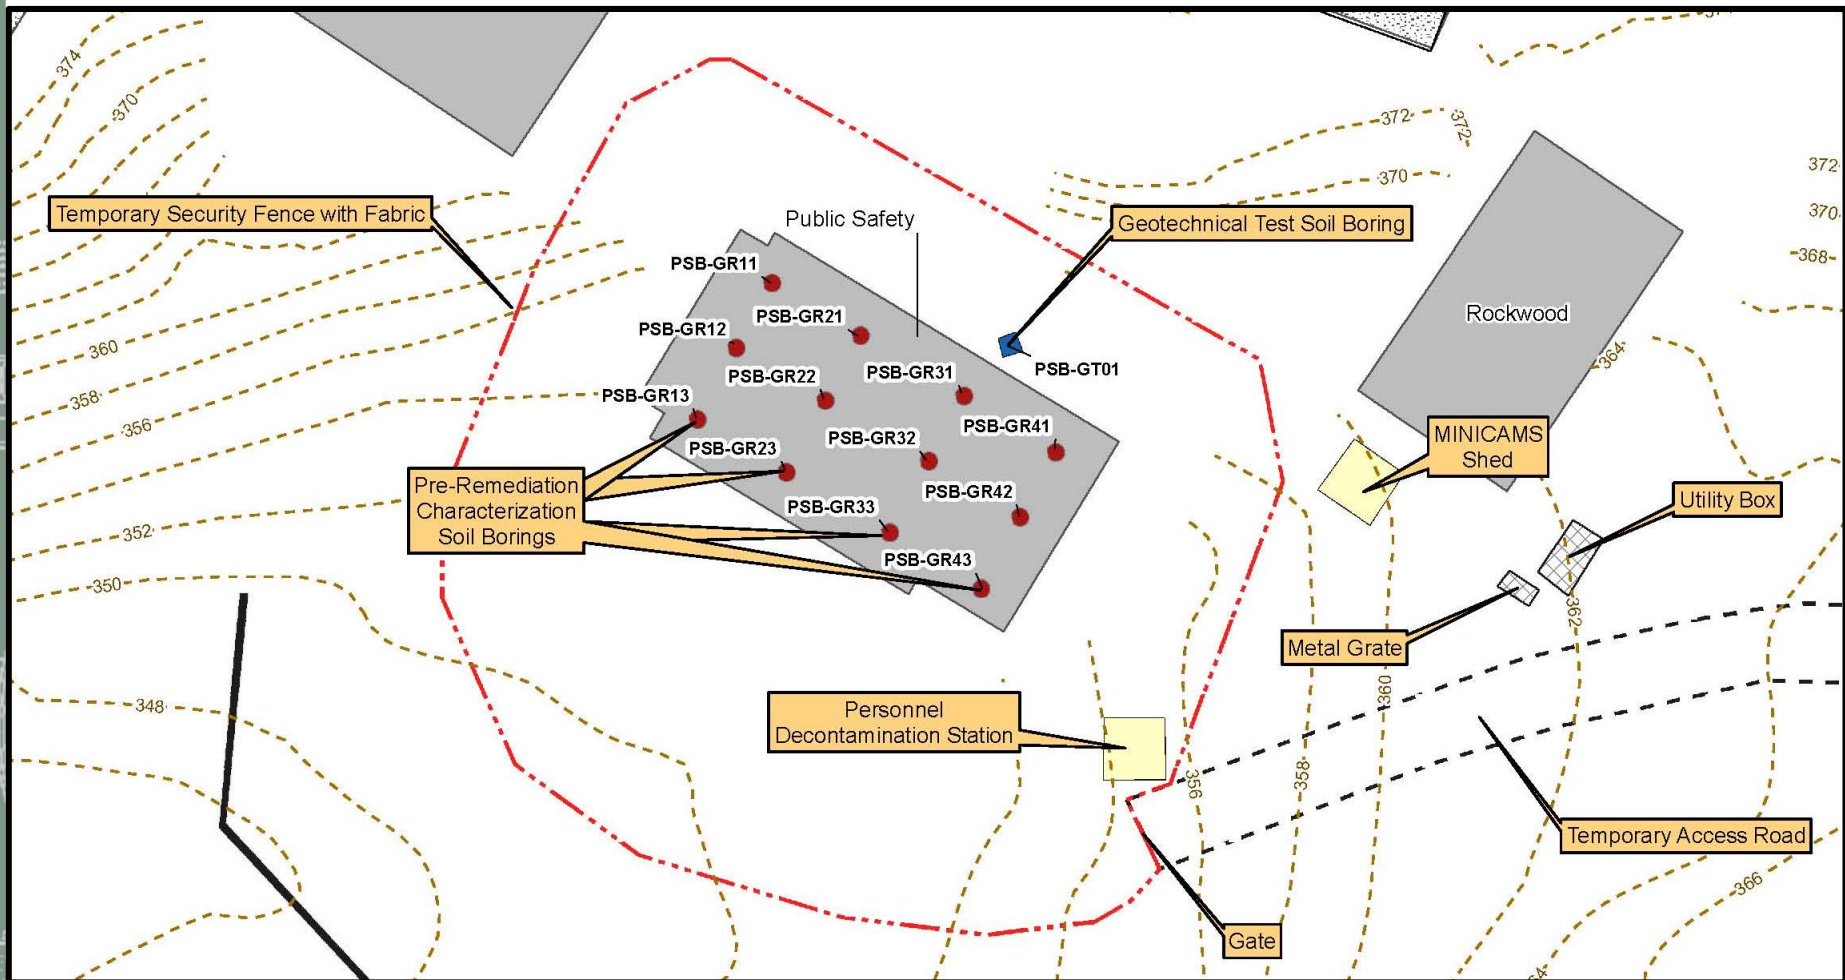 374
370
372
372
370
372
370
368
Temporary Security Fence with Fabric
Public Safety
Geotechnical Test Soil Boring
PSB-GR11
PSB-GR21
PSB-GR12
Rockwood
360
364
PSB-GR31
PSB-GT01
PSB-GR22
358
PSB-GR13
356
PSB-GR41
PSB-GR32
MINICAMS
Shed
PSB-GR23
Pre-Remediation
Characterization
Soil Borings
PSB-GR42
Utility Box
PSB-GR33
352
PSB-GR43
350
362
Metal Grate
360
348
Personnel
Decontamination Station
356
358
Temporary Access Road
366
Gate